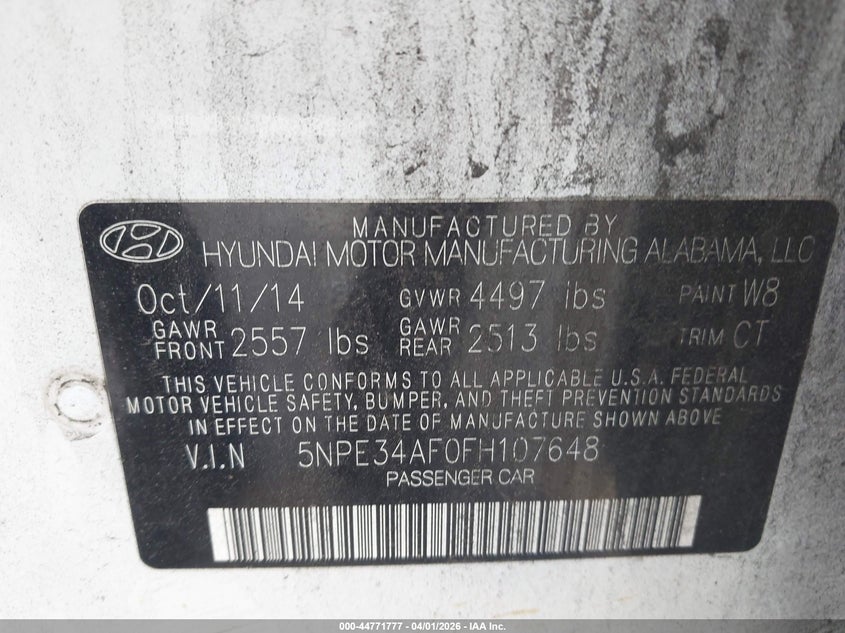 MANUFACTURED BY
HYUNDAI MOTOR MANUFACTURING ALABAMA, LLC
Oct/11/14 GVWR 4497 lbs PAINT W8
GAWR FRONT 2557 lbs GAWR REAR 2513 lbs TRIM CT
THIS VEHICLE CONFORMS TO ALL APPLICABLE U.S.A. FEDERAL
MOTOR VEHICLE SAFETY, BUMPER, AND THEFT PREVENTION STANDARDS
IN EFFECT ON THE DATE OF MANUFACTURE SHOWN ABOVE
V.I.N 5NPE34AF0FH107648
PASSENGER CAR
000-44771777 - 04/01/2026 - IAA Inc.